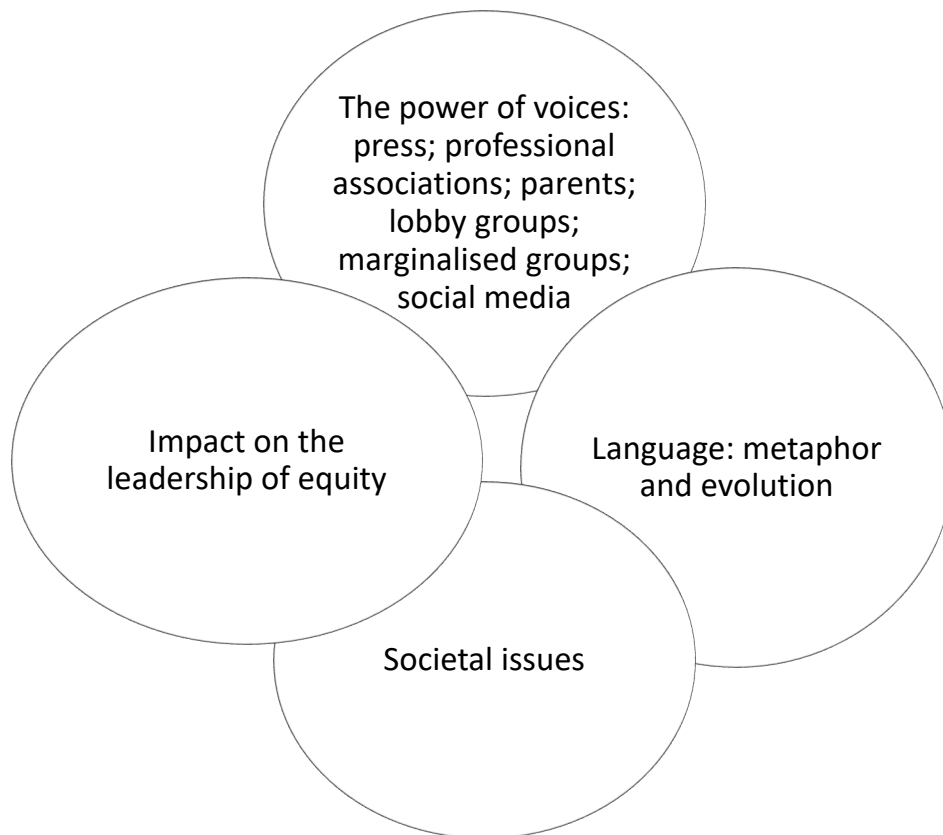 The power of voices:
press; professional
associations; parents;
lobby groups;
marginalised groups;
social media
Impact on the
leadership of equity
Language: metaphor
and evolution
Societal issues